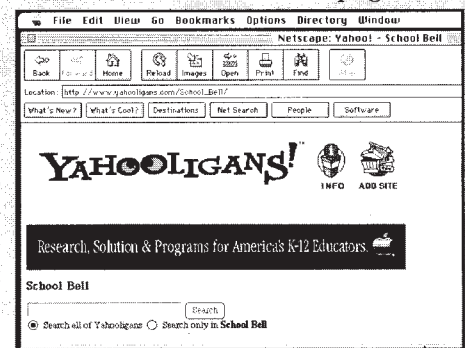 File Edit View Go Bookmarks Options Directory Window
Netscape: Yahoo! - School Bell
Back Forward Home Reload Images Open Print Find Stop
Location: http://www.yahooligans.com/School_Bell/
What's New? What's Cool? Destinations Net Search People Software
YAHOOLIGANS!
INFO ADD SITE
Research, Solution & Programs for America's K-12 Educators.
School Bell
Search
Search all of Yahooligans Search only in School Bell